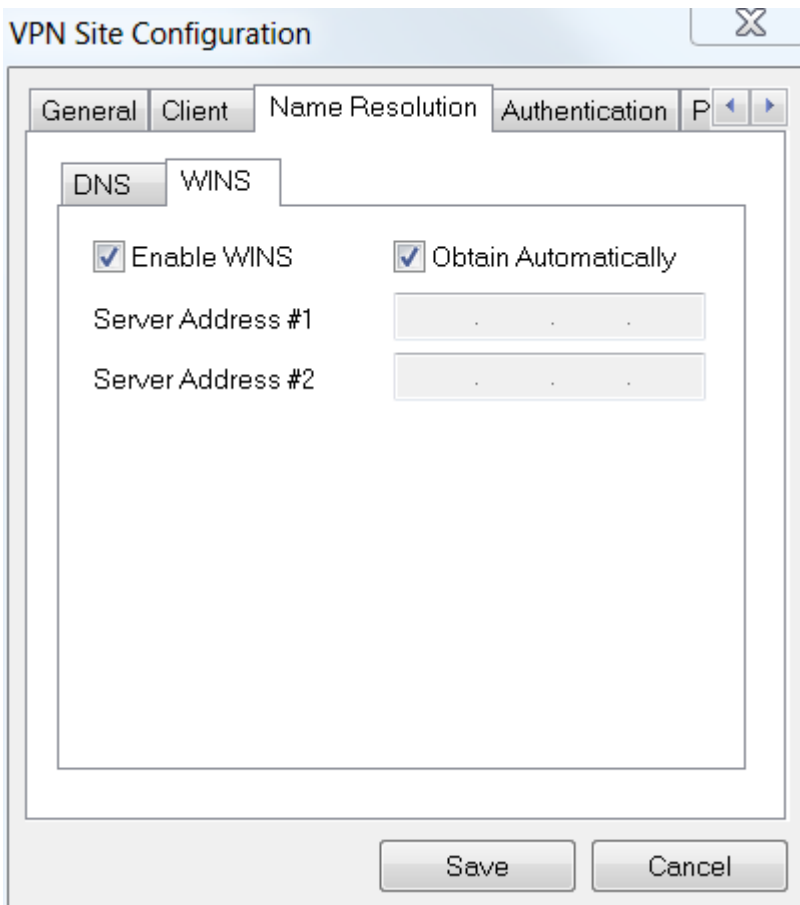 VPN Site Configuration
General Client Name Resolution Authentication P
DNS WINS
Enable WINS Obtain Automatically
Server Address #1 . . .
Server Address #2 . . .
Save Cancel